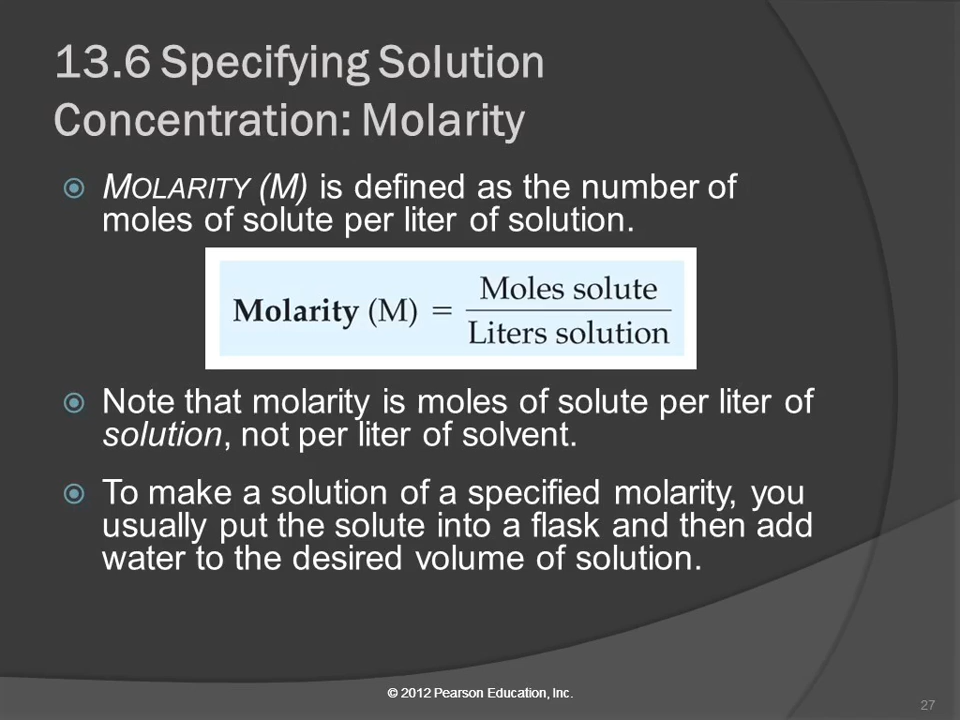 13.6 Specifying Solution
Concentration: Molarity
MOLARITY (M) is defined as the number of
moles of solute per liter of solution.
Molarity (M) = Moles solute
Liters solution
Note that molarity is moles of solute per liter of
solution, not per liter of solvent.
To make a solution of a specified molarity, you
usually put the solute into a flask and then add
water to the desired volume of solution.
© 2012 Pearson Education, Inc.
27